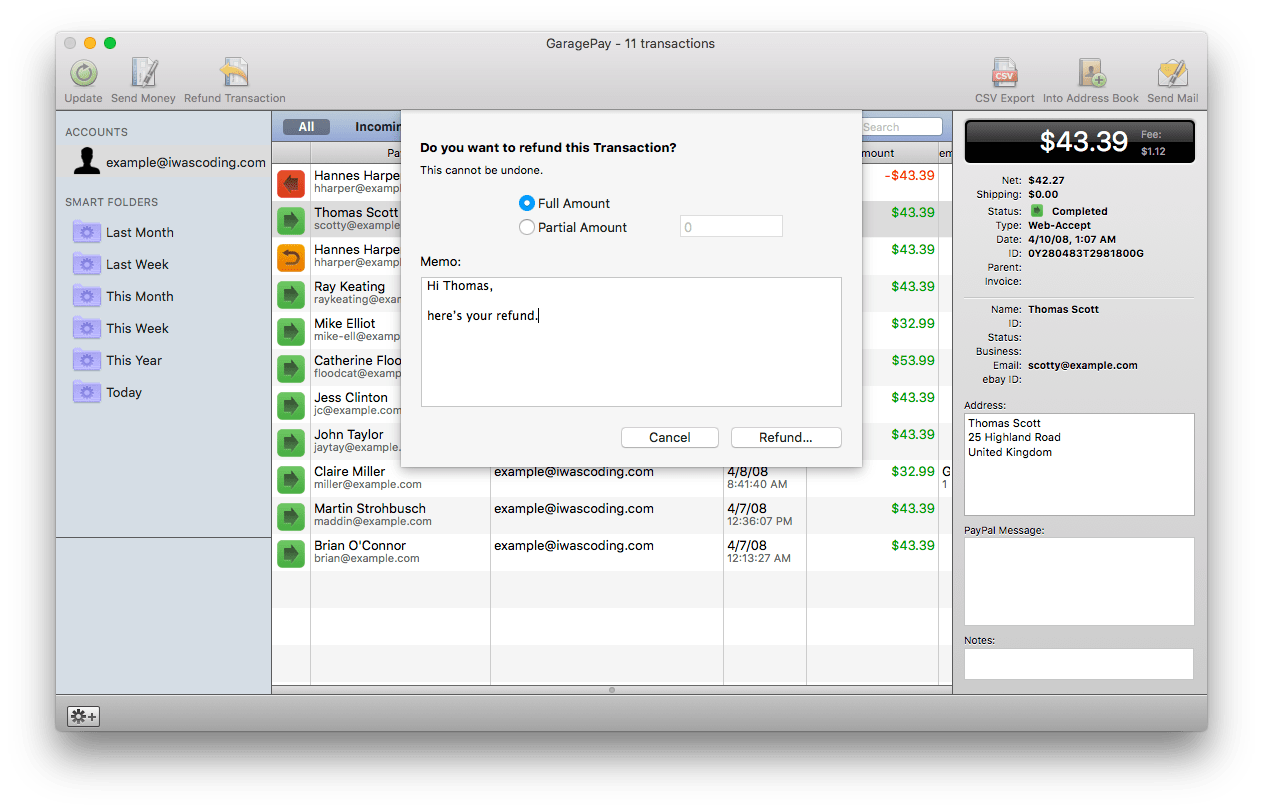 GaragePay - 11 transactions
Update
Send Money
Refund Transaction
CSV
CSV Export
Into Address Book
Send Mail
ACCOUNTS
example@iwascoding.com
SMART FOLDERS
Last Month
Last Week
This Month
This Week
This Year
Today
All
Incomin
Search
Pa
mount
em
Hannes Harpe
hharper@exampl
-$43.39
Thomas Scott
scotty@example
$43.39
Hannes Harpe
hharper@exampl
$43.39
Ray Keating
raykeating@exam
$43.39
Mike Elliot
mike-ell@examp
$32.99
Catherine Floo
floodcat@examp
$53.99
Jess Clinton
jc@example.com
$43.39
John Taylor
jaytay@example.
$43.39
Claire Miller
miller@example.com
example@iwascoding.com
4/8/08
8:41:40 AM
$32.99
G
1
Martin Strohbusch
maddin@example.com
example@iwascoding.com
4/7/08
12:36:07 PM
$43.39
Brian O'Connor
brian@example.com
example@iwascoding.com
4/7/08
12:13:27 AM
$43.39
Do you want to refund this Transaction?
This cannot be undone.
Full Amount
Partial Amount
0
Memo:
Hi Thomas,
here's your refund.
Cancel
Refund...
$43.39
Fee:
$1.12
Net: $42.27
Shipping: $0.00
Status: Completed
Type: Web-Accept
Date: 4/10/08, 1:07 AM
ID: 0Y280483T2981800G
Parent:
Invoice:
Name: Thomas Scott
ID:
Status:
Business:
Email: scotty@example.com
ebay ID:
Address:
Thomas Scott
25 Highland Road
United Kingdom
PayPal Message:
Notes: